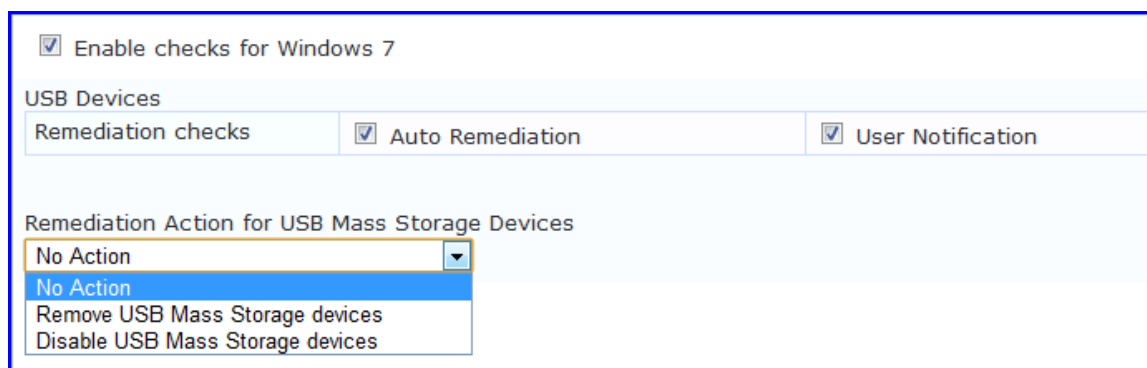 Enable checks for Windows 7
USB Devices
Remediation checks Auto Remediation User Notification
Remediation Action for USB Mass Storage Devices
No Action
No Action
Remove USB Mass Storage devices
Disable USB Mass Storage devices